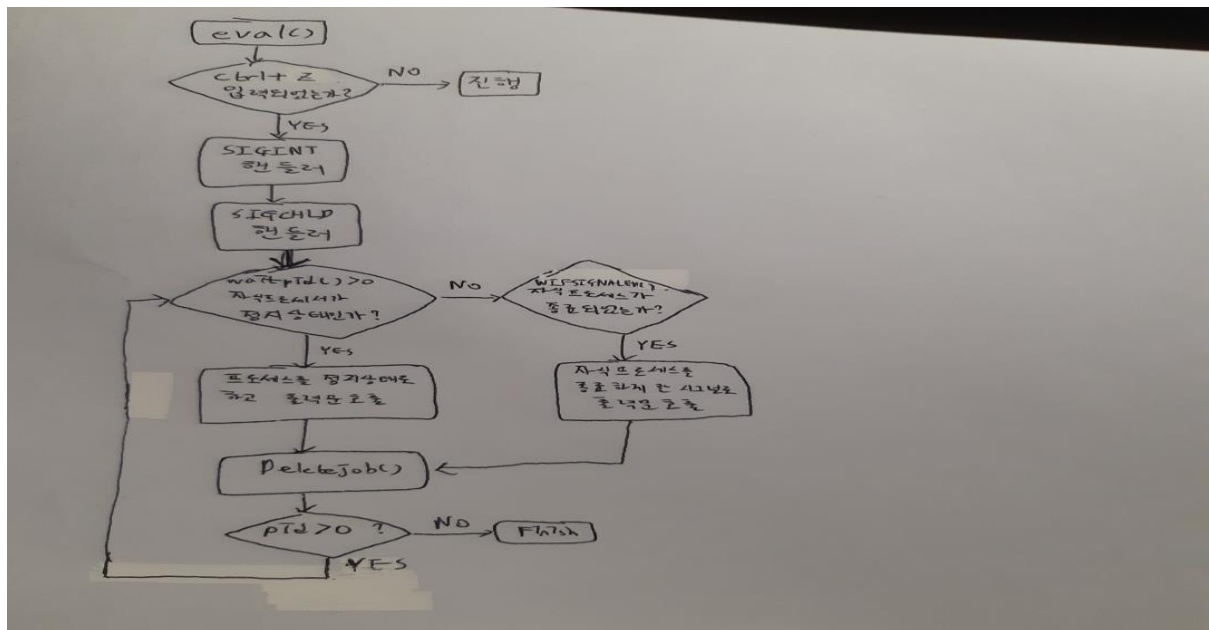 eval()
ctrl+ z
입력되었는가?
NO
진행
YES
SIGINT
핸들러
SIGCHLD
핸들러
waitpid()>0
자식프로세서가
정지상태인가?
NO
WIFSIGNALED()
자식프로세스가
종료되었는가?
YES
YES
프로세스를 정지상태로
하고 출력문호출
자식프로세스를
종료하게 한 시그널로
출력문호출
Deletejob()
pid>0 ?
NO
Finish
YES